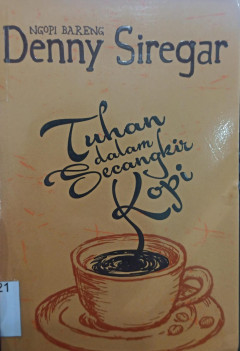 NGOPI BARENG
Denny Siregar
Tuhan
dalam
Secangkir
Kopi
21